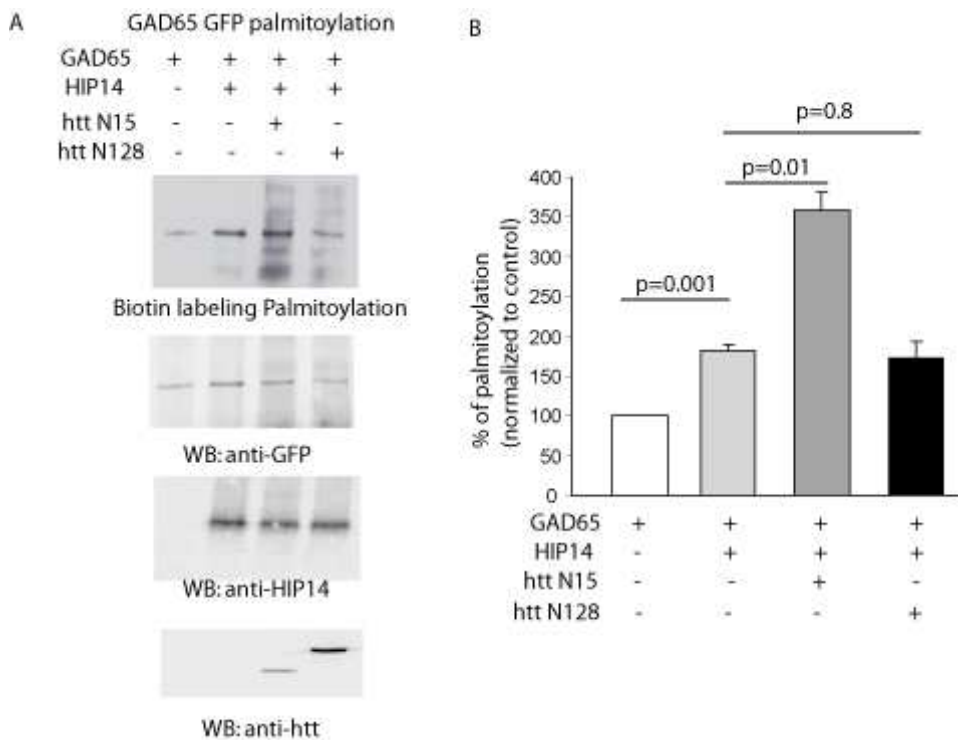 A
GAD65 GFP palmitoylation
GAD65 + + + +
HIP14 - + + +
htt N15 - - + -
htt N128 - - - +
Biotin labeling Palmitoylation
WB: anti-GFP
WB: anti-HIP14
WB: anti-htt
B
p=0.8
p=0.01
p=0.001
% of palmitoylation
(normalized to control)
400
350
300
250
200
150
100
50
0
GAD65 + + + +
HIP14 - + + +
htt N15 - - + -
htt N128 - - - +